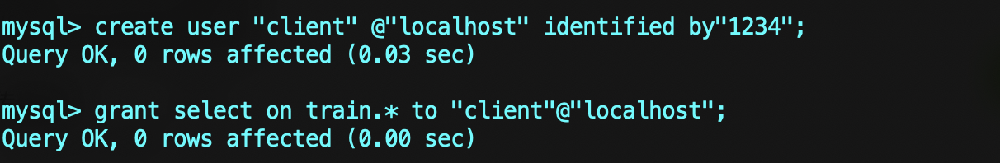 mysql> create user "client" @"localhost" identified by"1234";
Query OK, 0 rows affected (0.03 sec)
mysql> grant select on train.* to "client"@"localhost";
Query OK, 0 rows affected (0.00 sec)